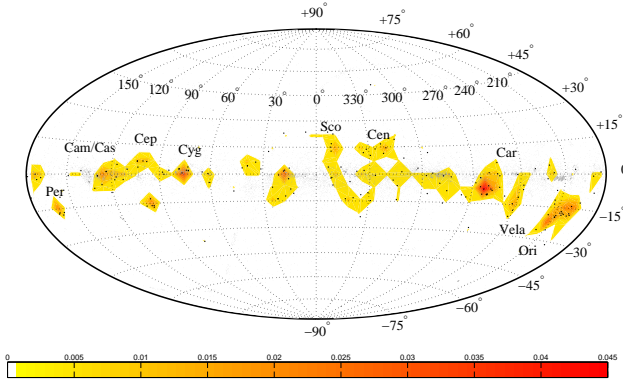 +90°
+75°
+60°
+45°
+30°
+15°
0
−15°
−30°
−45°
−60°
−75°
−90°
150° 120° 90° 60° 30° 0° 330° 300° 270° 240° 210°
Sco
Cen
Cam/Cas
Cep
Cyg
Car
Per
Vela
Ori
0 0.005 0.01 0.015 0.02 0.025 0.03 0.035 0.04 0.045